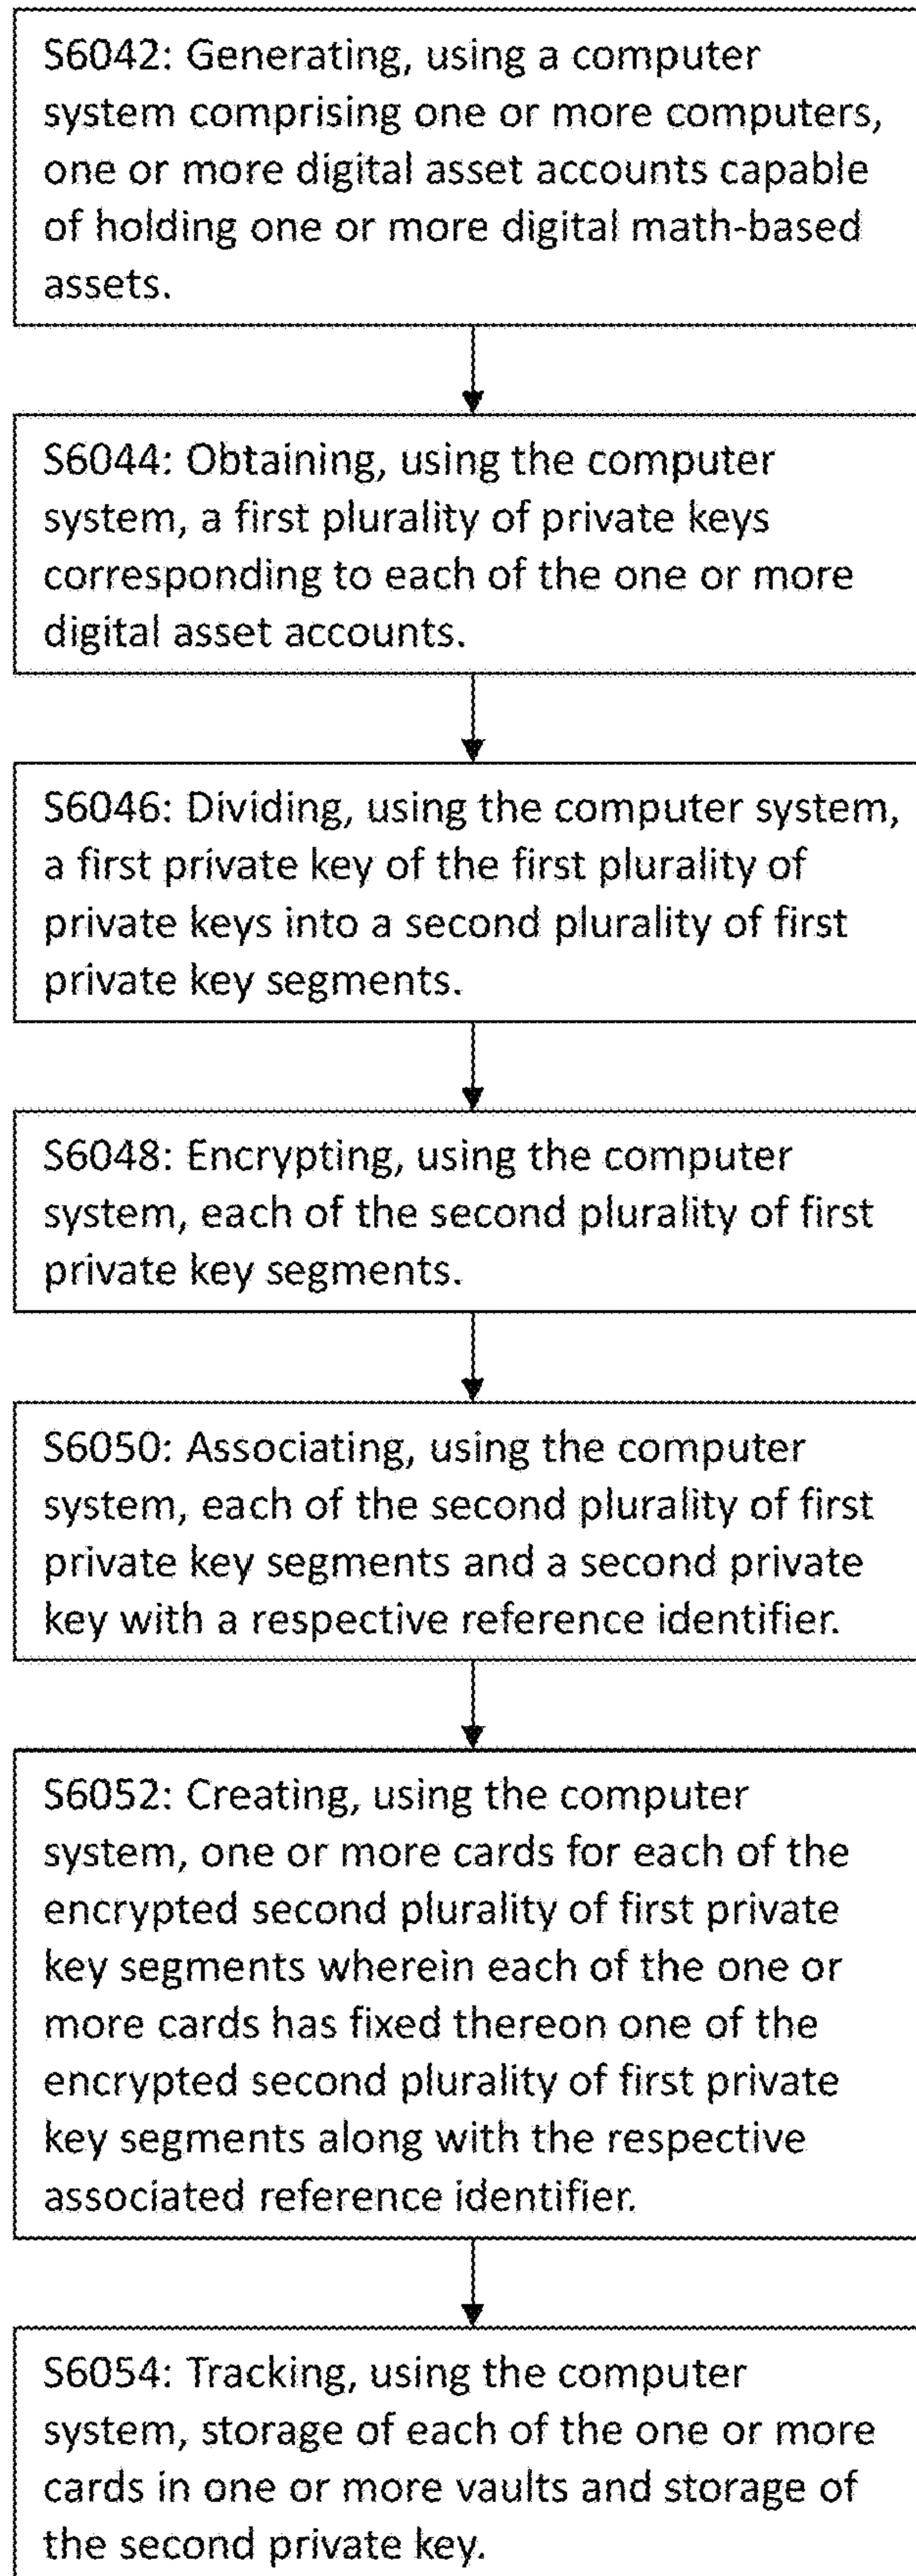 S6042: Generating, using a computer
system comprising one or more computers,
one or more digital asset accounts capable
of holding one or more digital math-based
assets.
S6044: Obtaining, using the computer
system, a first plurality of private keys
corresponding to each of the one or more
digital asset accounts.
S6046: Dividing, using the computer system,
a first private key of the first plurality of
private keys into a second plurality of first
private key segments.
S6048: Encrypting, using the computer
system, each of the second plurality of first
private key segments.
S6050: Associating, using the computer
system, each of the second plurality of first
private key segments and a second private
key with a respective reference identifier.
S6052: Creating, using the computer
system, one or more cards for each of the
encrypted second plurality of first private
key segments wherein each of the one or
more cards has fixed thereon one of the
encrypted second plurality of first private
key segments along with the respective
associated reference identifier.
S6054: Tracking, using the computer
system, storage of each of the one or more
cards in one or more vaults and storage of
the second private key.